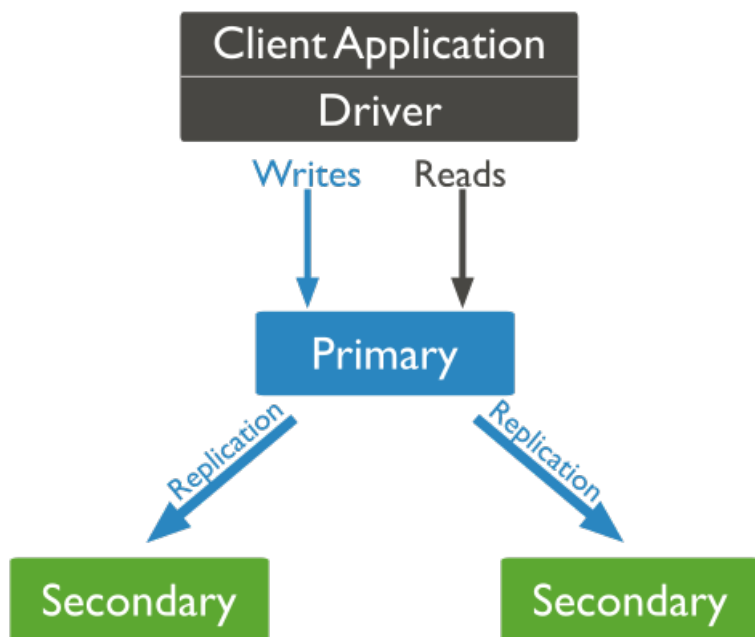 Client Application
Driver
Writes Reads
Primary
Replication Replication
Secondary Secondary